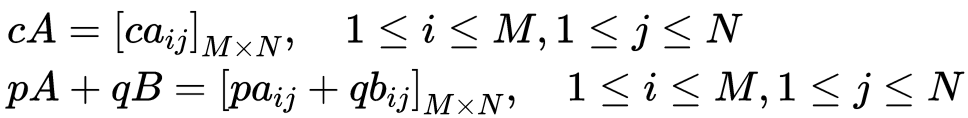 cA = [ca_{ij}]_{M×N},   1 ≤ i ≤ M, 1 ≤ j ≤ N
pA + qB = [pa_{ij} + qb_{ij}]_{M×N},   1 ≤ i ≤ M, 1 ≤ j ≤ N